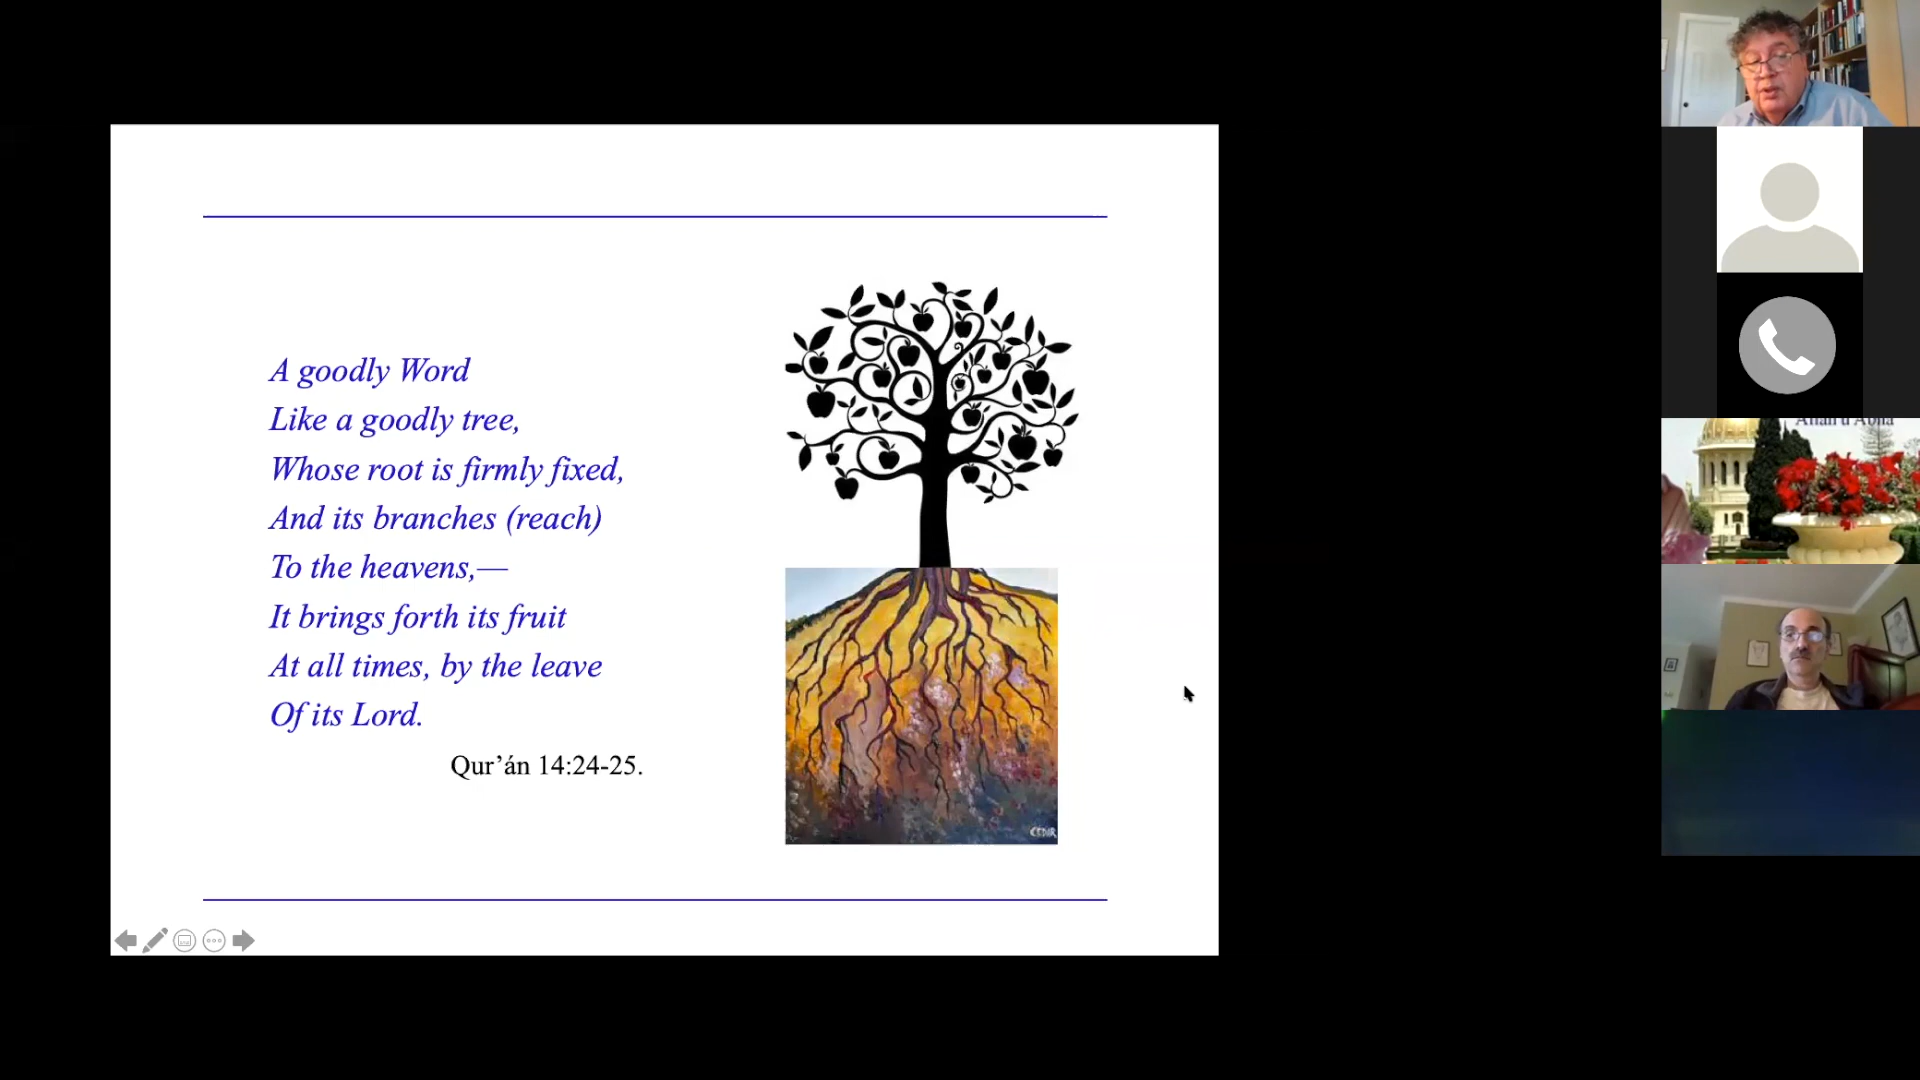 A goodly Word
Like a goodly tree,
Whose root is firmly fixed,
And its branches (reach)
To the heavens,—
It brings forth its fruit
At all times, by the leave
Of its Lord.
Qur’án 14:24-25.
CEDAR